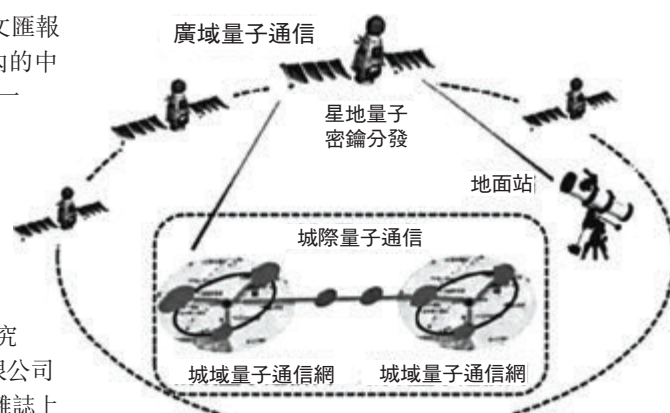 文匯報
內的中
一
究
限公司
雜誌上
廣域量子通信
星地量子
密鑰分發
地面站
城際量子通信
城域量子通信網
城域量子通信網